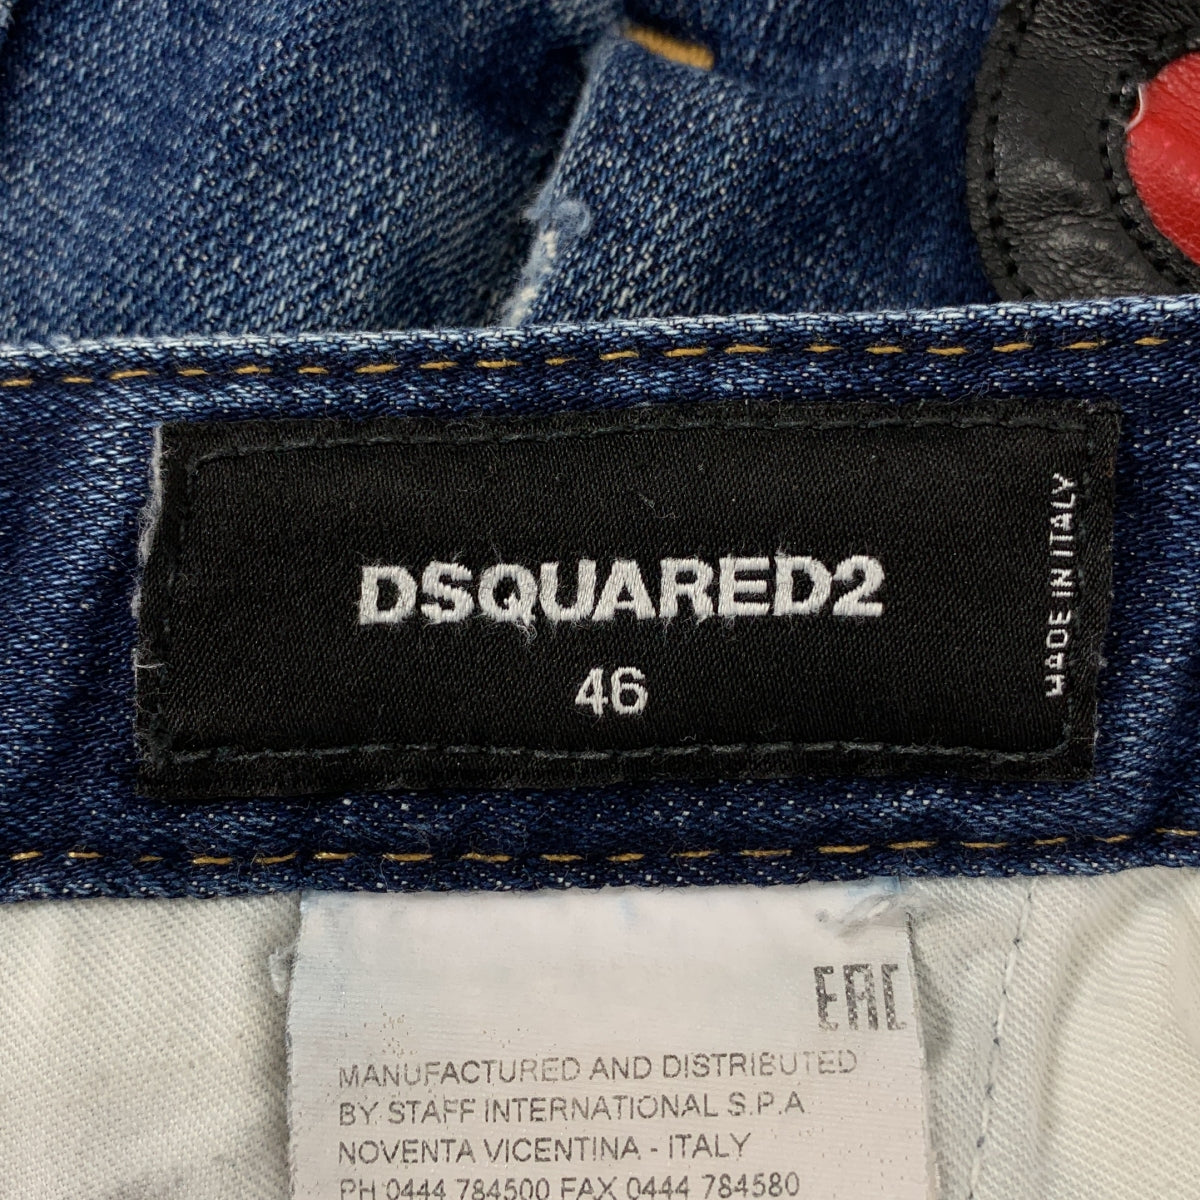 DSQUARED2
46
MADE IN ITALY
EAC
MANUFACTURED AND DISTRIBUTED
BY STAFF INTERNATIONAL S.P.A
NOVENTA VICENTINA - ITALY
PH 0444 784500 FAX 0444 784580